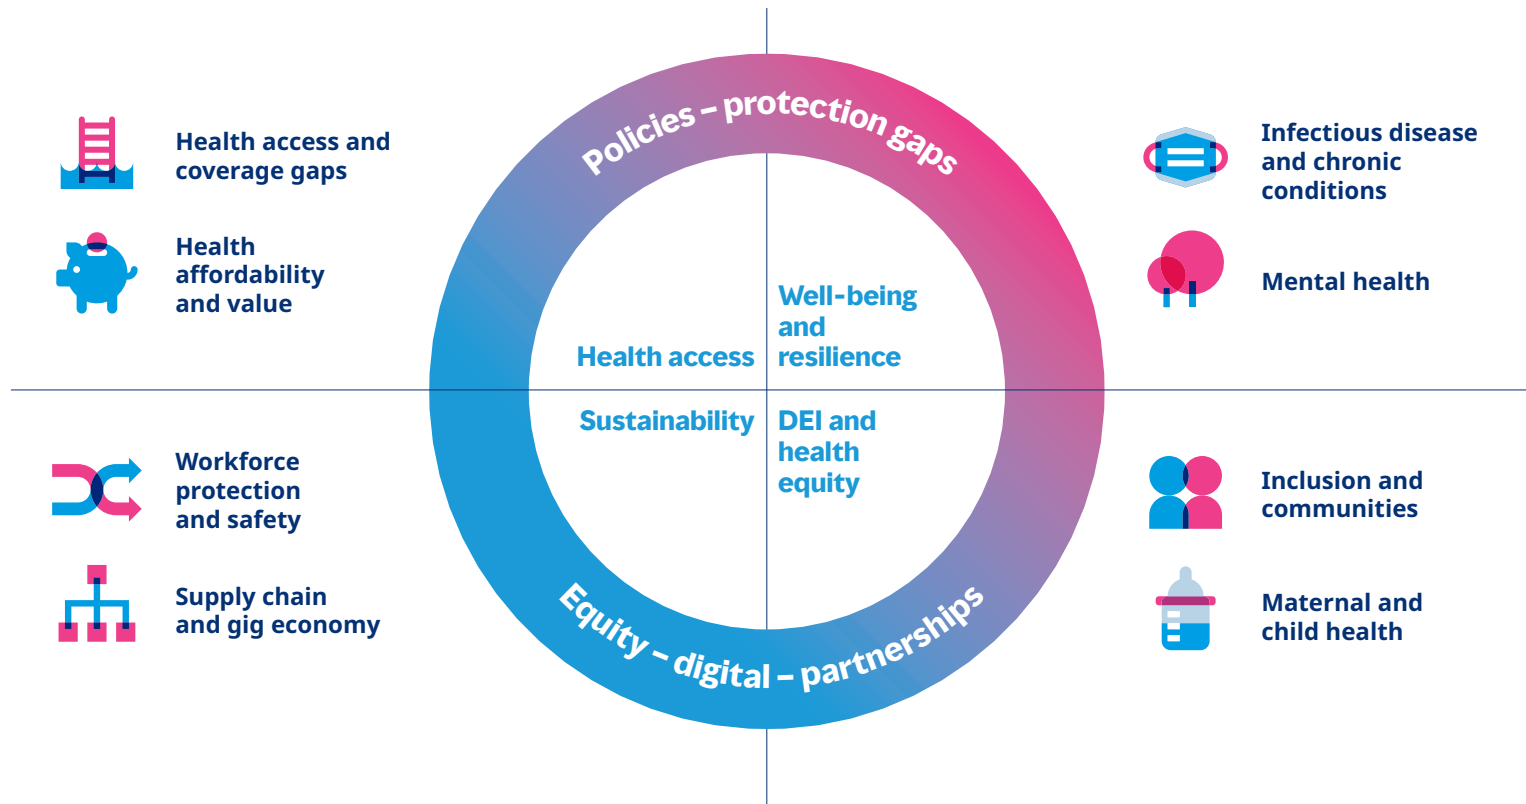 Policies – protection gaps
Health access and
coverage gaps
Health
affordability
and value
Infectious disease
and chronic
conditions
Mental health
Health access
Well-being
and
resilience
Sustainability
DEI and
health
equity
Workforce
protection
and safety
Supply chain
and gig economy
Inclusion and
communities
Maternal and
child health
Equity – digital – partnerships